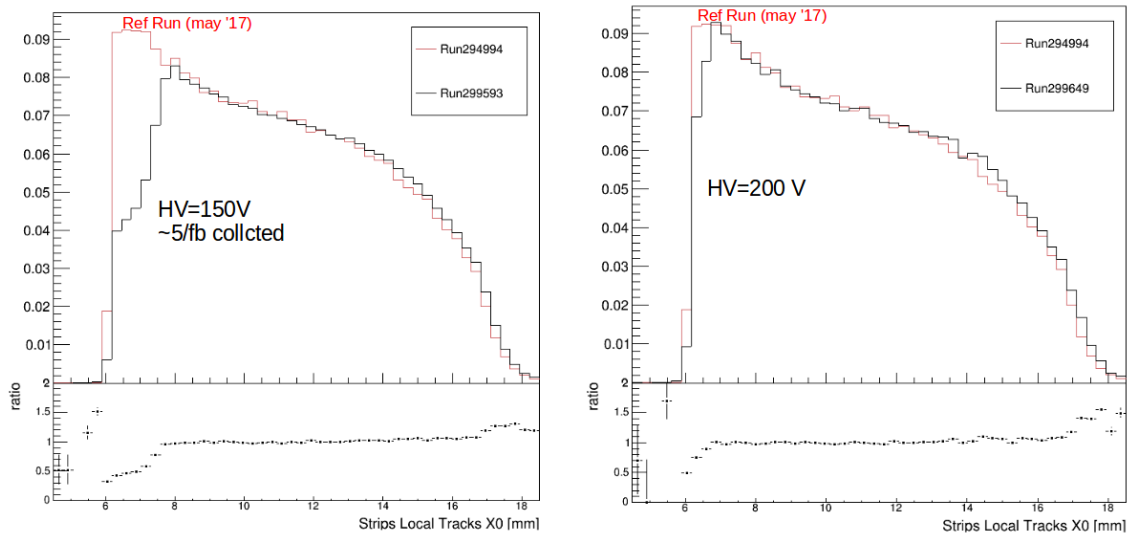 Ref Run (may '17)
Run294994
Run299593
HV=150V
~5/fb collcted
0.09
0.08
0.07
0.06
0.05
0.04
0.03
0.02
0.01
2
1.5
1
0.5
0
ratio
6 8 10 12 14 16 18
Strips Local Tracks X0 [mm]
Ref Run (may '17)
Run294994
Run299649
HV=200 V
0.09
0.08
0.07
0.06
0.05
0.04
0.03
0.02
0.01
2
1.5
1
0.5
0
ratio
6 8 10 12 14 16 18
Strips Local Tracks X0 [mm]